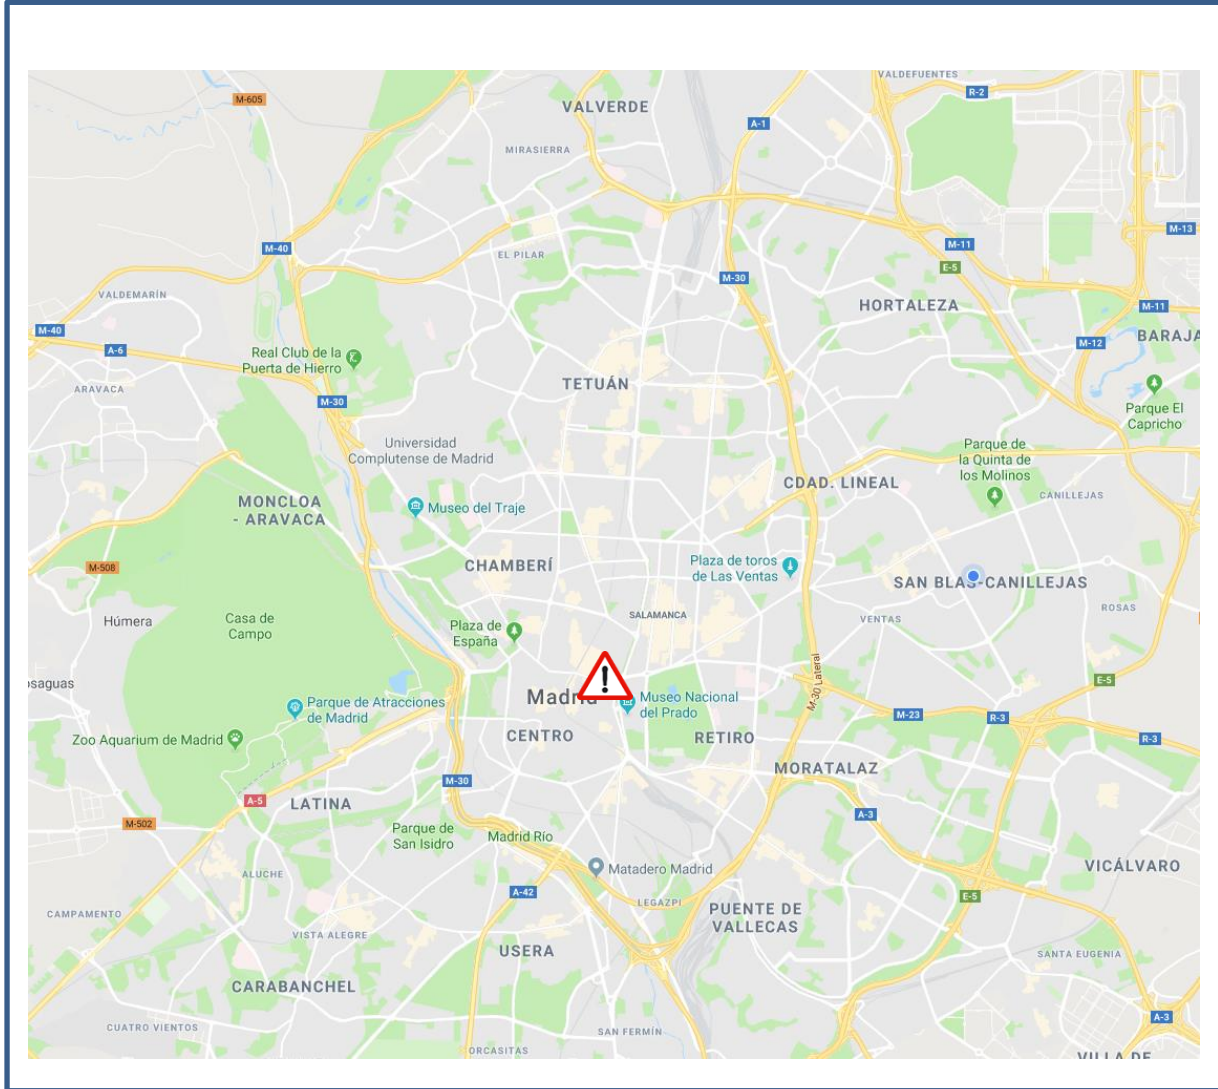 VALDEFUENTES
R-2
M-605
VALVERDE
A-1
MIRASIERRA
M-13
M-40
M-11
EL PILAR
E-5
M-30
VALDEMARÍN
HORTALEZA
M-11
M-40
A-6
M-12
BARAJA
Real Club de la
Puerta de Hierro
TETUÁN
ARAVACA
M-30
Parque El
Capricho
Universidad
Complutense de Madrid
Parque de
la Quinta de
los Molinos
CDAD. LINEAL
CANILLEJAS
MONCLOA
- ARAVACA
Museo del Traje
CHAMBERÍ
Plaza de toros
de Las Ventas
M-508
SAN BLAS-CANILLEJAS
ROSAS
Húmera
Casa de
Campo
Plaza de
España
SALAMANCA
VENTAS
M-30 Lateral
E-5
osaguas
Parque de Atracciones
de Madrid
Madrid
Museo Nacional
del Prado
M-23
R-3
Zoo Aquarium de Madrid
CENTRO
RETIRO
R-3
MORATALAZ
M-30
A-5
LATINA
A-3
M-502
Parque de
San Isidro
Madrid Río
Matadero Madrid
VICÁLVARO
ALUCHE
A-42
LEGAZPI
E-5
CAMPAMENTO
PUENTE DE
VALLECAS
VISTA ALEGRE
USERA
SANTA EUGENIA
CARABANCHEL
A-3
CUATRO VIENTOS
SAN FERMÍN
ORCASITAS
VILLA DE